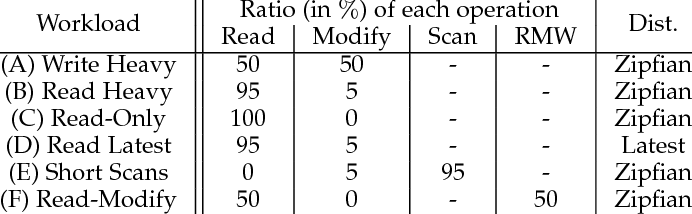 Workload Ratio (in %) of each operation Dist.
Read Modify Scan RMW
(A) Write Heavy 50 50 - - Zipfian
(B) Read Heavy 95 5 - - Zipfian
(C) Read-Only 100 0 - - Zipfian
(D) Read Latest 95 5 - - Latest
(E) Short Scans 0 5 95 - Zipfian
(F) Read-Modify 50 0 - 50 Zipfian